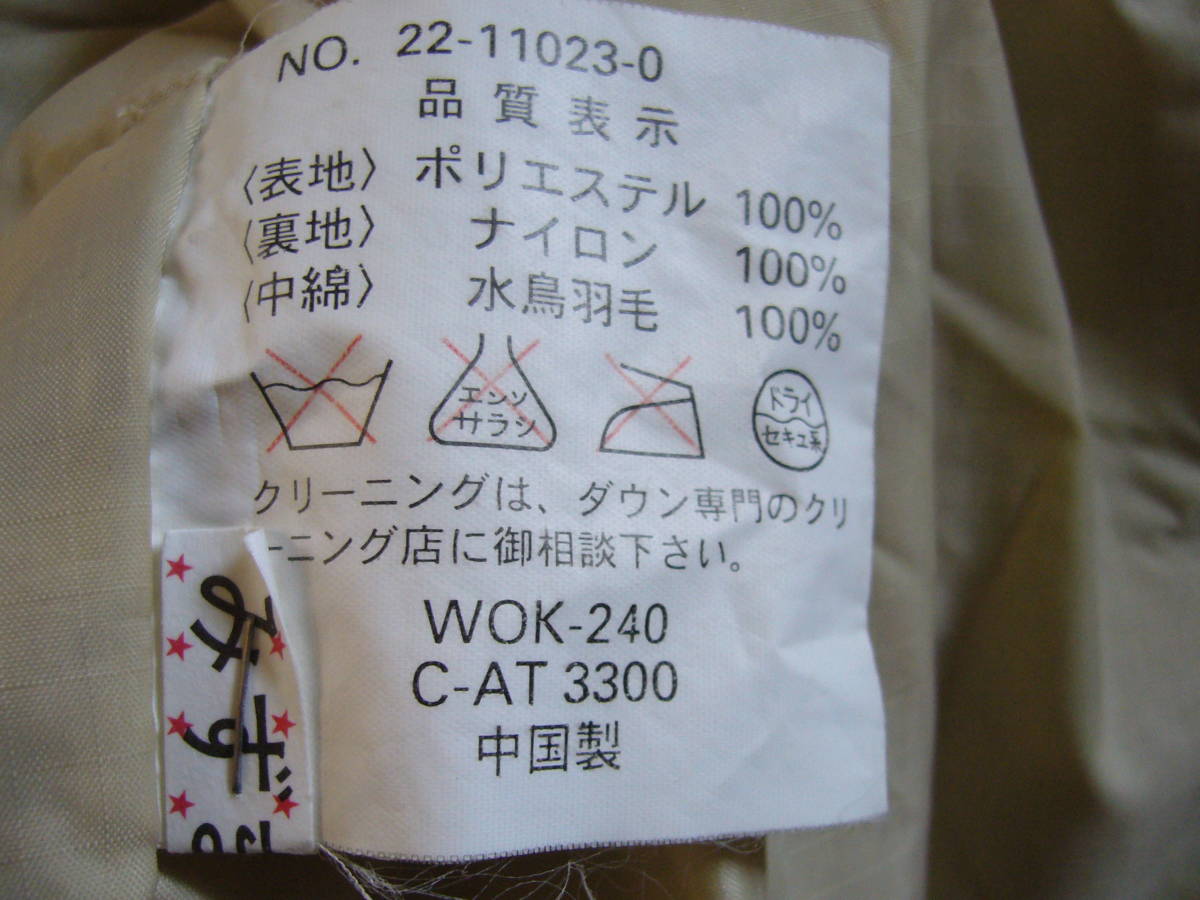 NO. 22-11023-0
品質表示
〈表地〉 ポリエステル 100%
〈裏地〉 ナイロン 100%
〈中綿〉 水鳥羽毛 100%
エンソ
サラシ
ドライ
セキユ系
クリーニングは、ダウン専門のクリ
ーニング店に御相談下さい。
WOK-240
C-AT 3300
中国製
みず